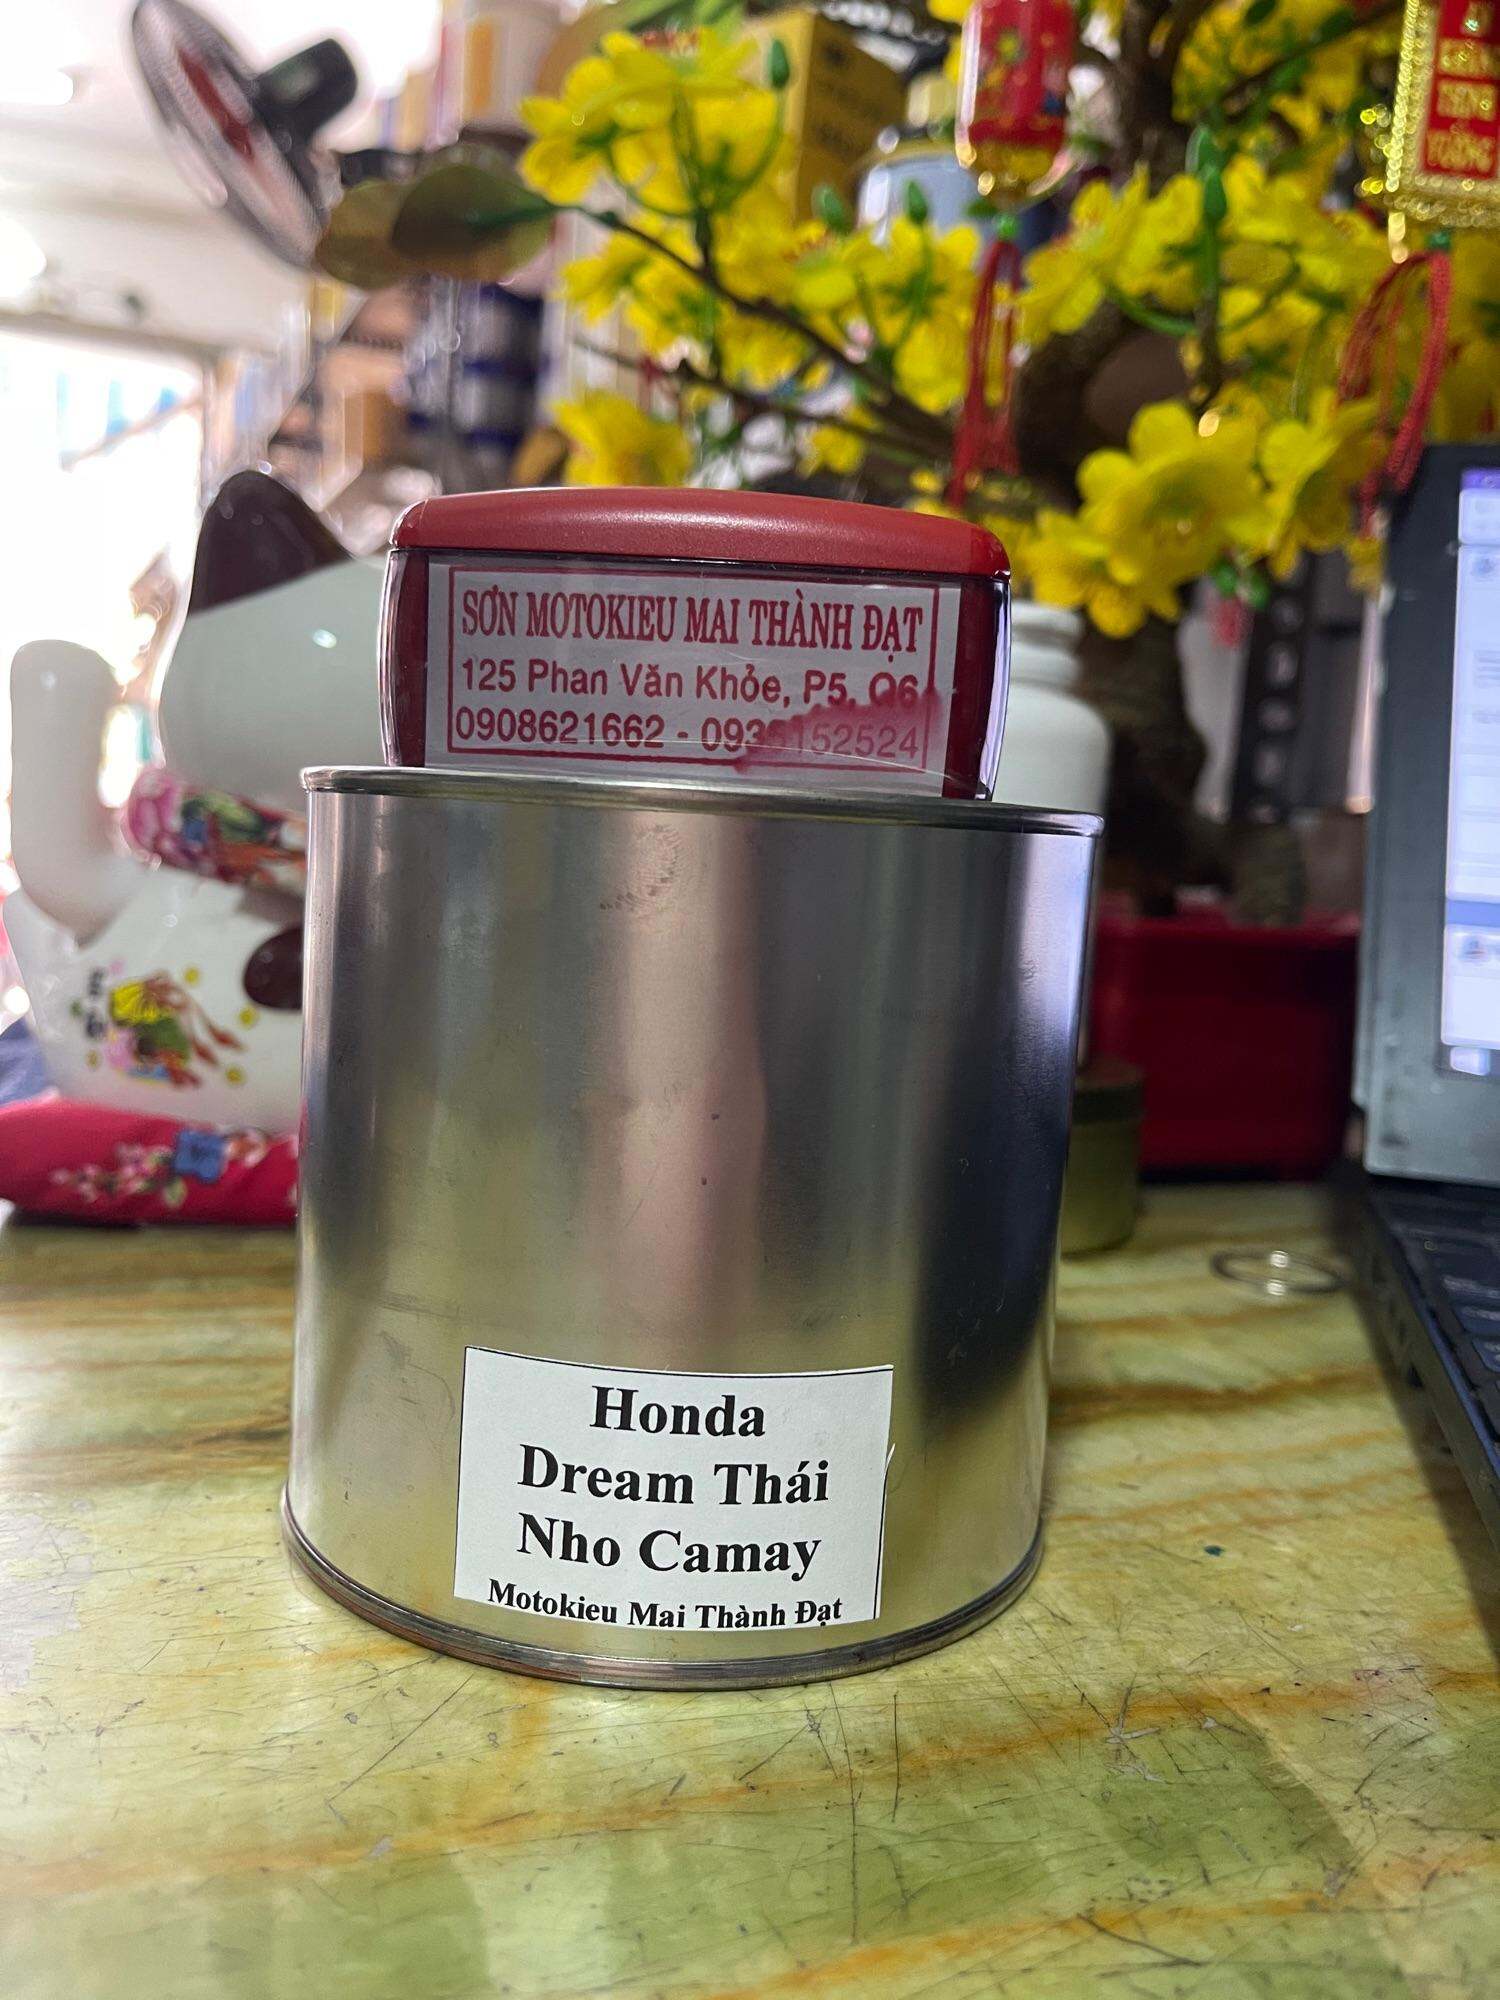 SƠN MOTOKIEU MAI THÀNH ĐẠT
125 Phan Văn Khỏe, P5, Q6
0908621662 -
Honda
Dream Thái
Nho Camay
Motokieu Mai Thành Đạt